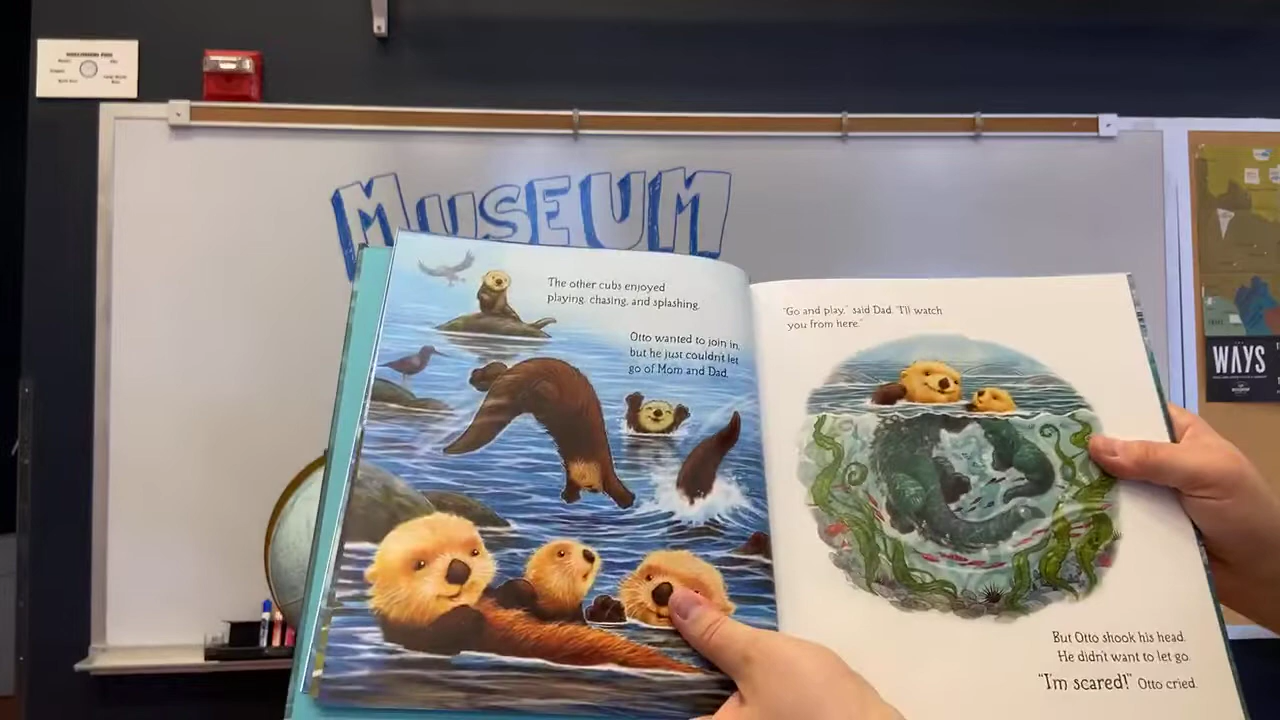 MUSEUM
The other cubs enjoyed
playing, chasing, and splashing.
Otto wanted to join in,
but he just couldn't let
go of Mom and Dad.
"Go and play," said Dad. "I'll watch
you from here."
But Otto shook his head.
He didn't want to let go.
"I'm scared!" Otto cried.
WAYS